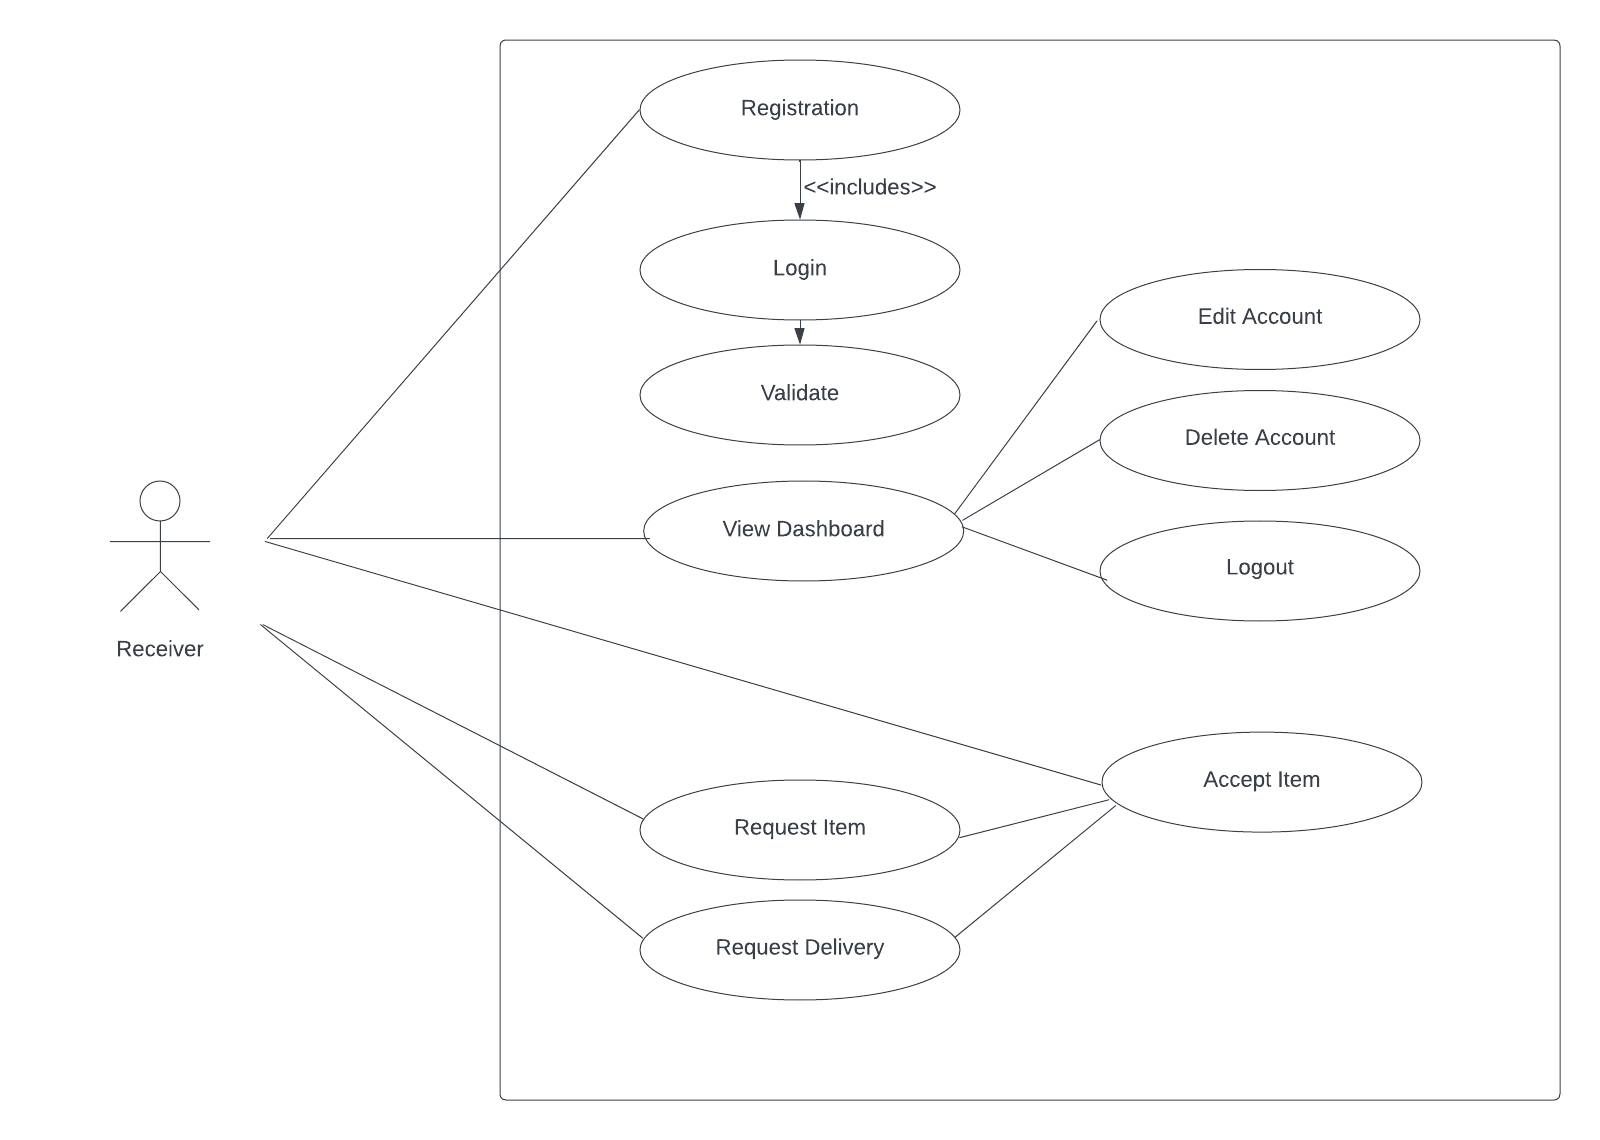 Registration
<<includes>>
Login
Validate
View Dashboard
Edit Account
Delete Account
Logout
Receiver
Accept Item
Request Item
Request Delivery